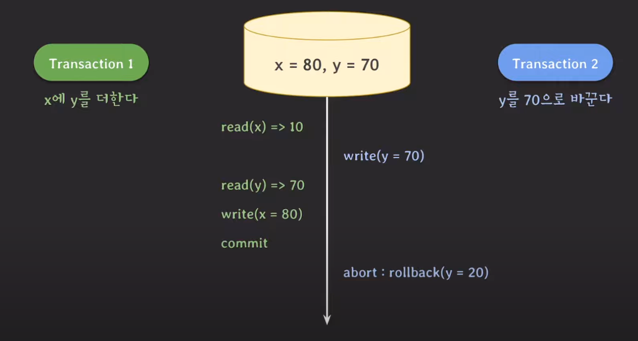 Transaction 1
x에 y를 더한다
x = 80, y = 70
Transaction 2
y를 70으로 바꾼다
read(x) => 10
write(y = 70)
read(y) => 70
write(x = 80)
commit
abort : rollback(y = 20)